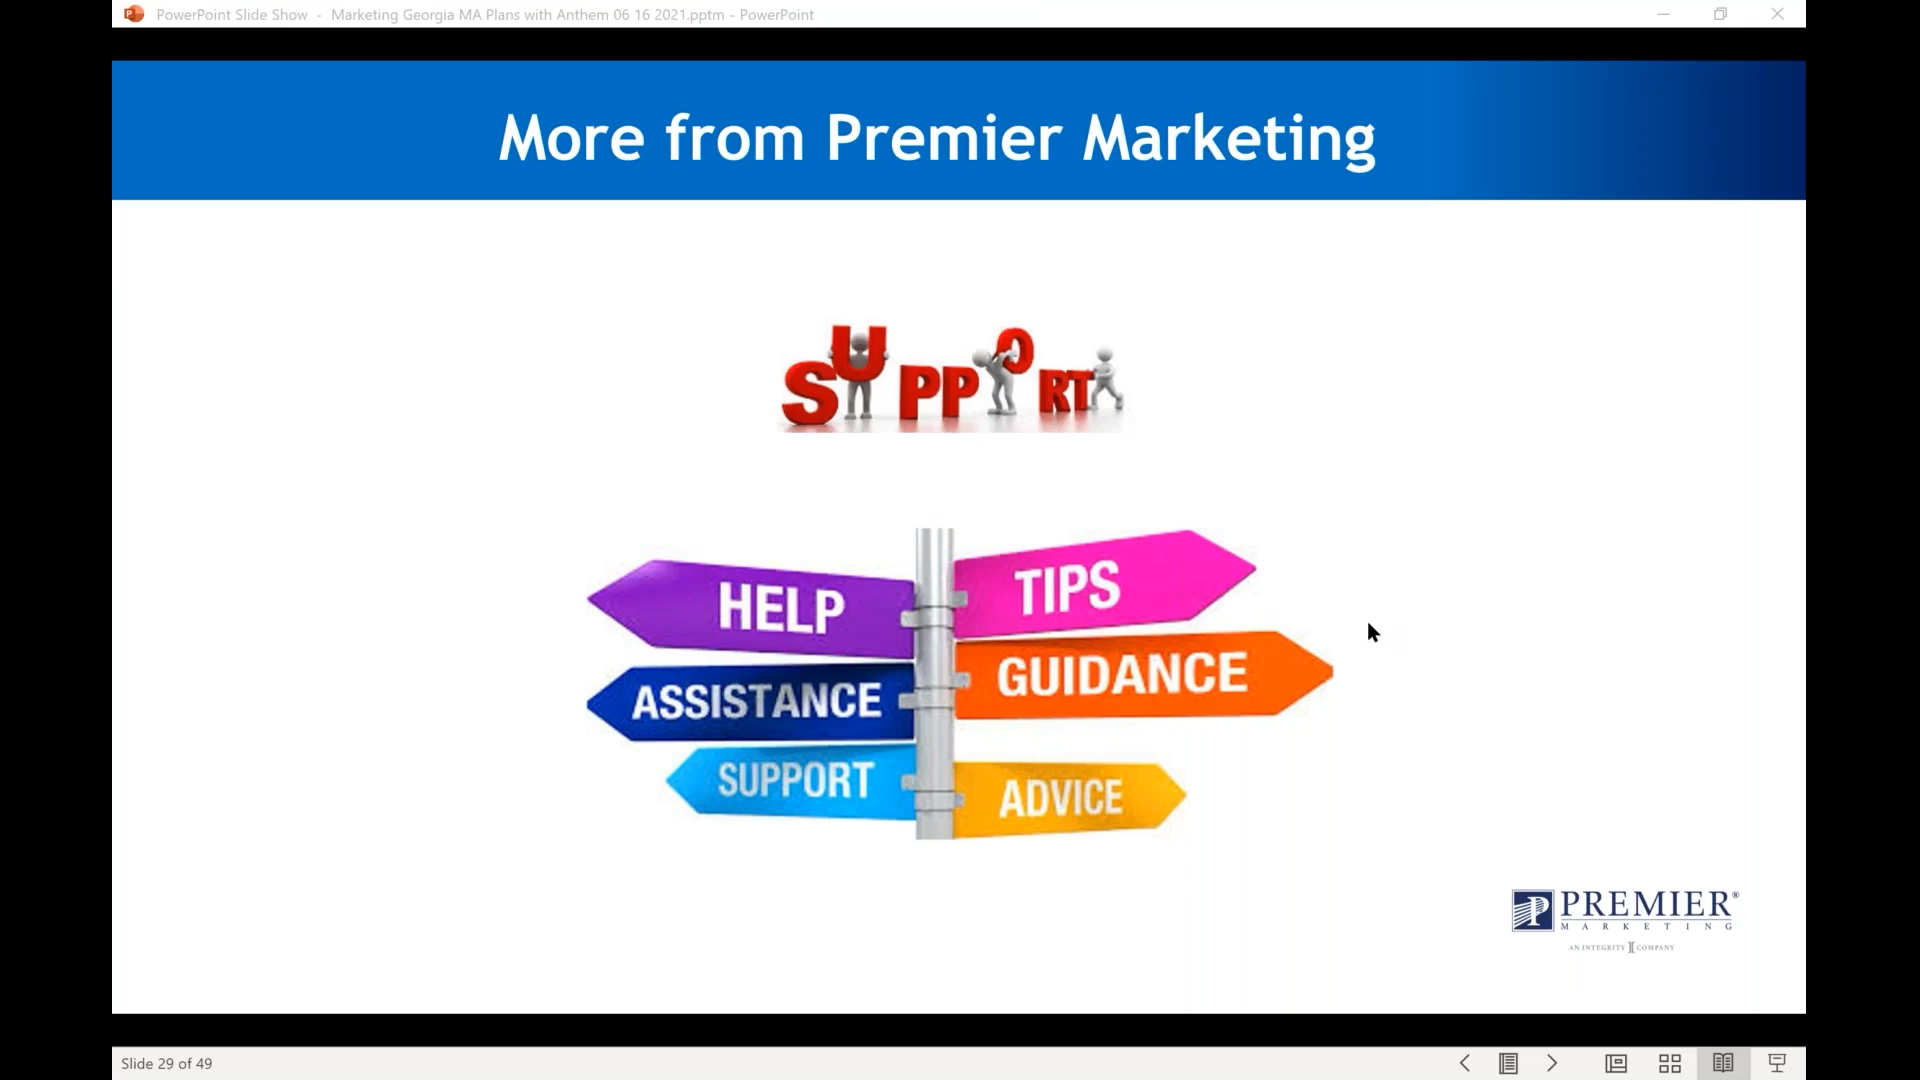 PowerPoint Slide Show - Marketing Georgia MA Plans with Anthem 06 16 2021.pptm - PowerPoint
More from Premier Marketing
SUPPORT
HELP
TIPS
ASSISTANCE
GUIDANCE
SUPPORT
ADVICE
PREMIER®
MARKETING
AN INTEGRITY COMPANY
Slide 29 of 49